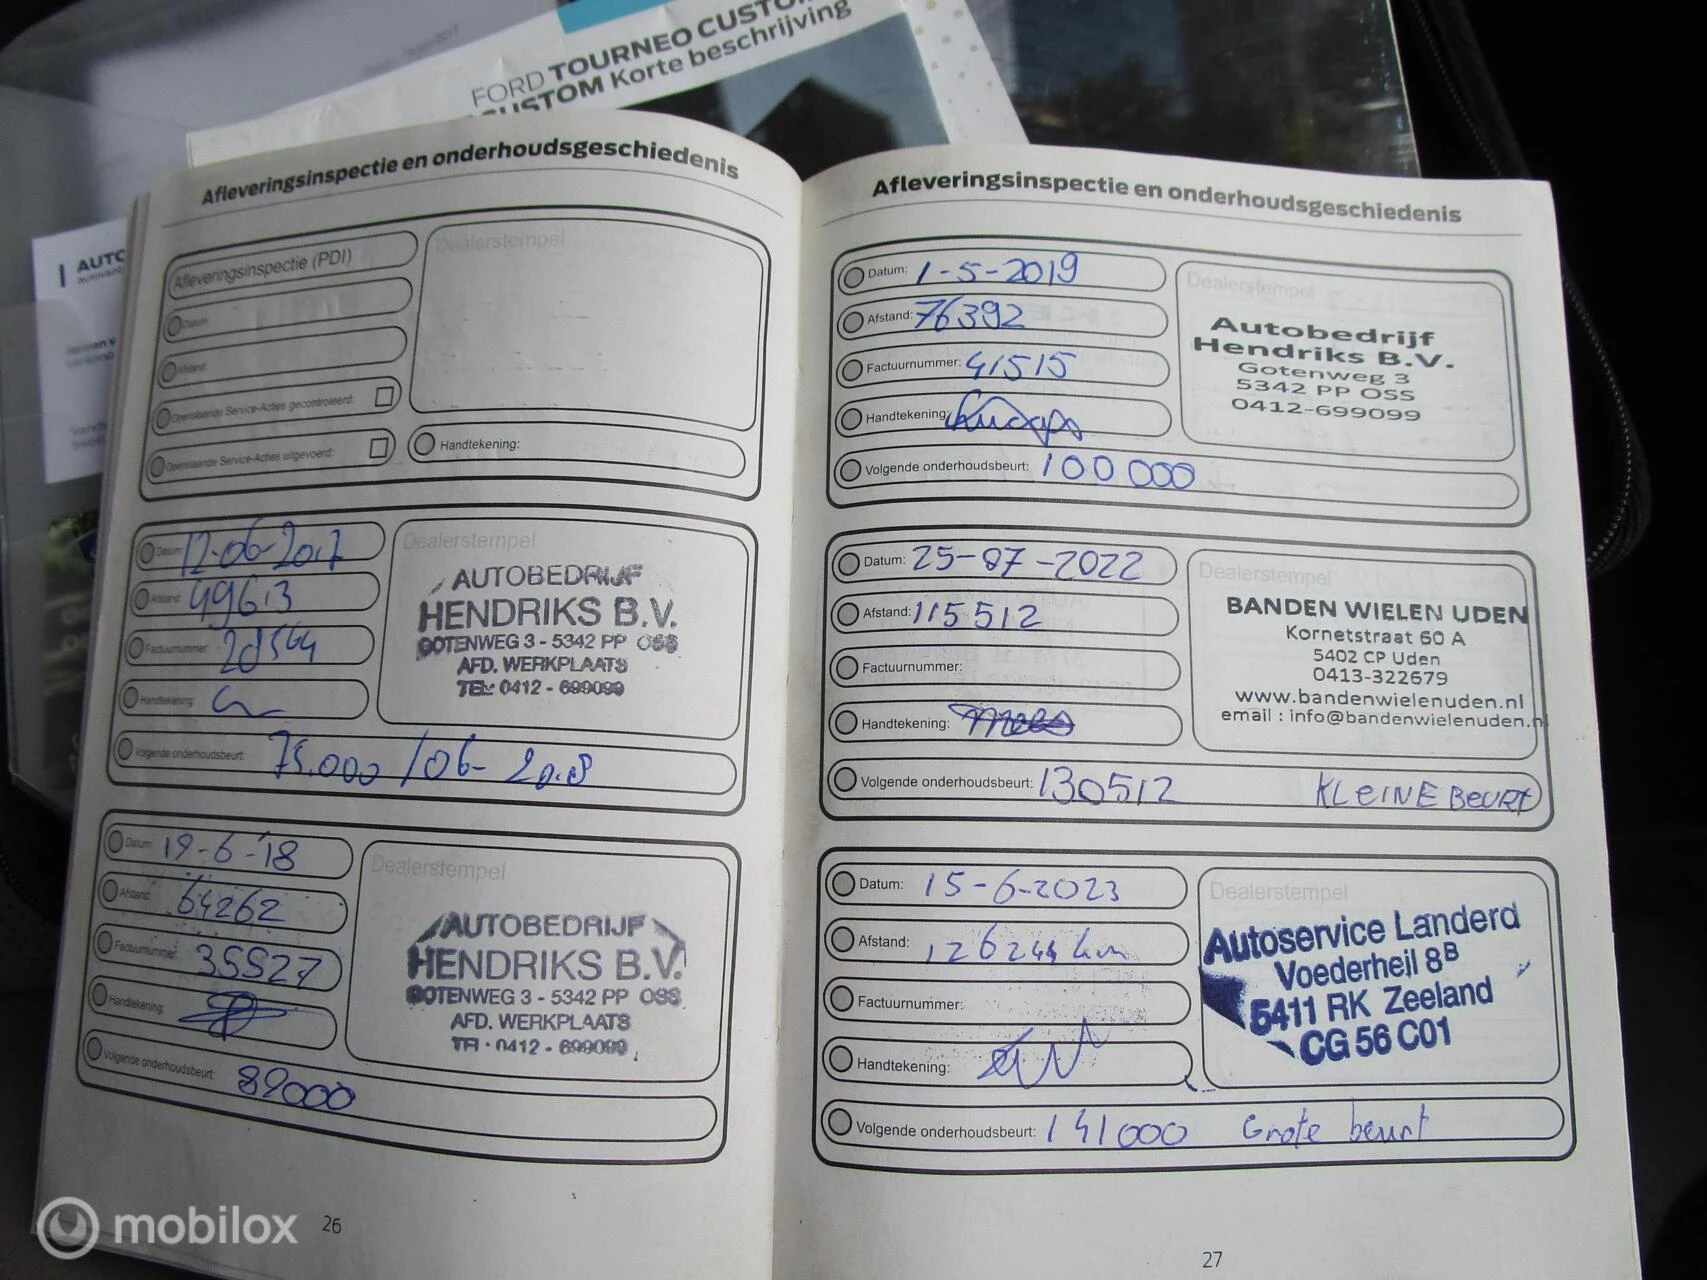 FORD TOURNEO CUSTOM
CUSTOM Korte beschrijving
AUTO
Afleveringsinspectie en onderhoudsgeschiedenis
Afleveringsinspectie (PDI)
Dealerstempel
Datum:
Afstand:
Openstaande Service-Acties gecontroleerd:
Openstaande Service-Acties uitgevoerd:
Handtekening:
Datum: 12-06-2017
Afstand: 49613
Factuurnummer: 28564
Handtekening:
Volgende onderhoudsbeurt: 75.000 / 06-2018
Dealerstempel
AUTOBEDRIJF
HENDRIKS B.V.
GOTENWEG 3 - 5342 PP OSS
AFD. WERKPLAATS
TEL: 0412 - 699099
Datum: 19-6-'18
Afstand: 64262
Factuurnummer: 35527
Handtekening:
Volgende onderhoudsbeurt: 89000
Dealerstempel
AUTOBEDRIJF
HENDRIKS B.V.
GOTENWEG 3 - 5342 PP OSS
AFD. WERKPLAATS
TEL: 0412 - 699099
26
Afleveringsinspectie en onderhoudsgeschiedenis
Datum: 1-5-2019
Afstand: 76392
Factuurnummer: 41515
Handtekening:
Volgende onderhoudsbeurt: 100000
Dealerstempel
Autobedrijf
Hendriks B.V.
Gotenweg 3
5342 PP OSS
0412-699099
Datum: 25-07-2022
Afstand: 115512
Factuurnummer:
Handtekening:
Volgende onderhoudsbeurt: 130512 KLEINE BEURT
Dealerstempel
BANDEN WIELEN UDEN
Kornetstraat 60 A
5402 CP Uden
0413-322679
www.bandenwielenuden.nl
email : info@bandenwielenuden.nl
Datum: 15-6-2023
Afstand: 126244 km
Factuurnummer:
Handtekening:
Volgende onderhoudsbeurt: 141000 Grote beurt
Dealerstempel
Autoservice Landerd
Voederheil 8B
5411 RK Zeeland
CG 56 C01
27
mobilox